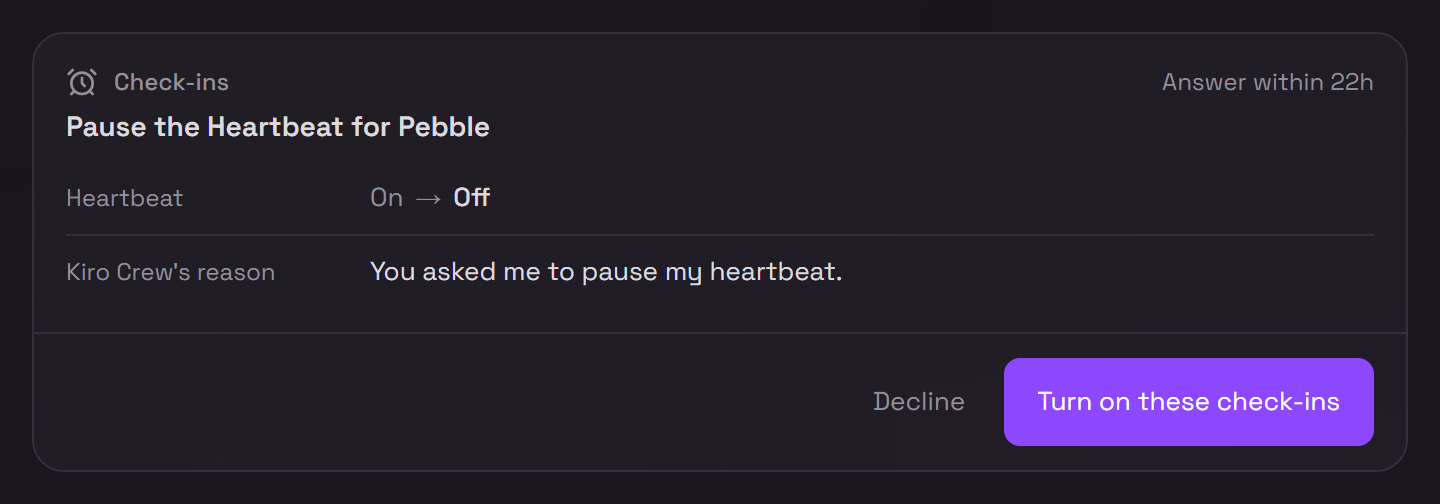 Check-ins
Answer within 22h
Pause the Heartbeat for Pebble
Heartbeat
On → Off
Kiro Crew's reason
You asked me to pause my heartbeat.
Decline
Turn on these check-ins